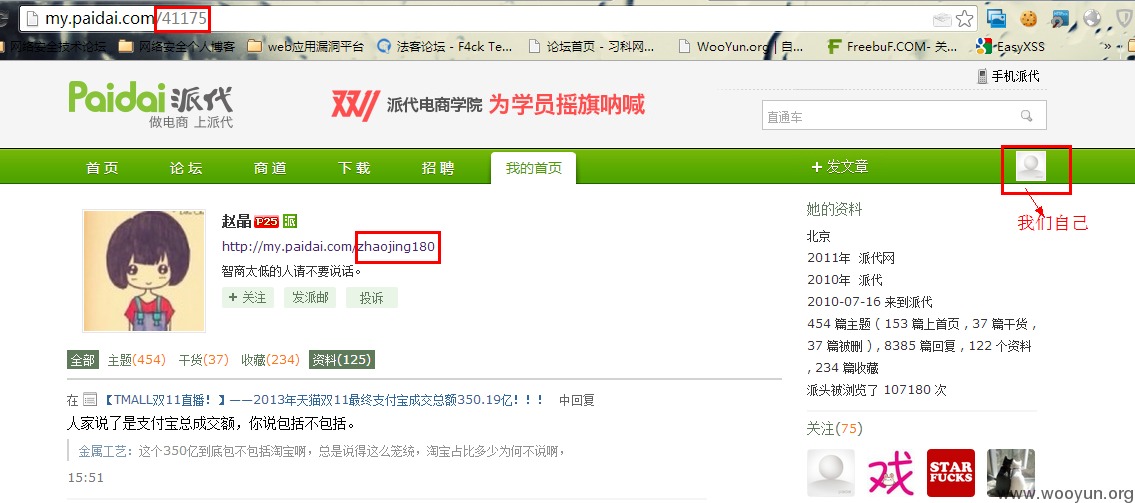 my.paidai.com/41175
网络安全技术论坛 网络安全个人博客 web应用漏洞平台 法客论坛 - F4ck Te... 论坛首页 - 习科网... WooYun.org | 自... FreebuF.COM- 关... EasyXSS »
手机派代
Paidai 派代
做电商 上派代
双11 派代电商学院 为学员摇旗呐喊
直通车
首页 论坛 商道 下载 招聘 我的首页 + 发文章
我们自己
赵晶 P25 派
http://my.paidai.com/zhaojing180
智商太低的人请不要说话。
+ 关注 发派邮 投诉
她的资料
北京
2011年 派代网
2010年 派代
2010-07-16 来到派代
454 篇主题 ( 153 篇上首页 , 37 篇干货 ,
37 篇被删 ) , 8385 篇回复 , 122 个资料
, 234 篇收藏
派头被浏览了 107180 次
全部 主题(454) 干货(37) 收藏(234) 资料(125)
在 【TMALL双11直播！】——2013年天猫双11最终支付宝成交总额350.19亿！！！ 中回复
人家说了是支付宝总成交额，你说包括不包括。
金属工艺：这个350亿到底包不包括淘宝啊，总是说得这么笼统，淘宝占比多少为何不说啊，
15:51
关注(75)
戏
STAR FUCKS
www.wooyun.org